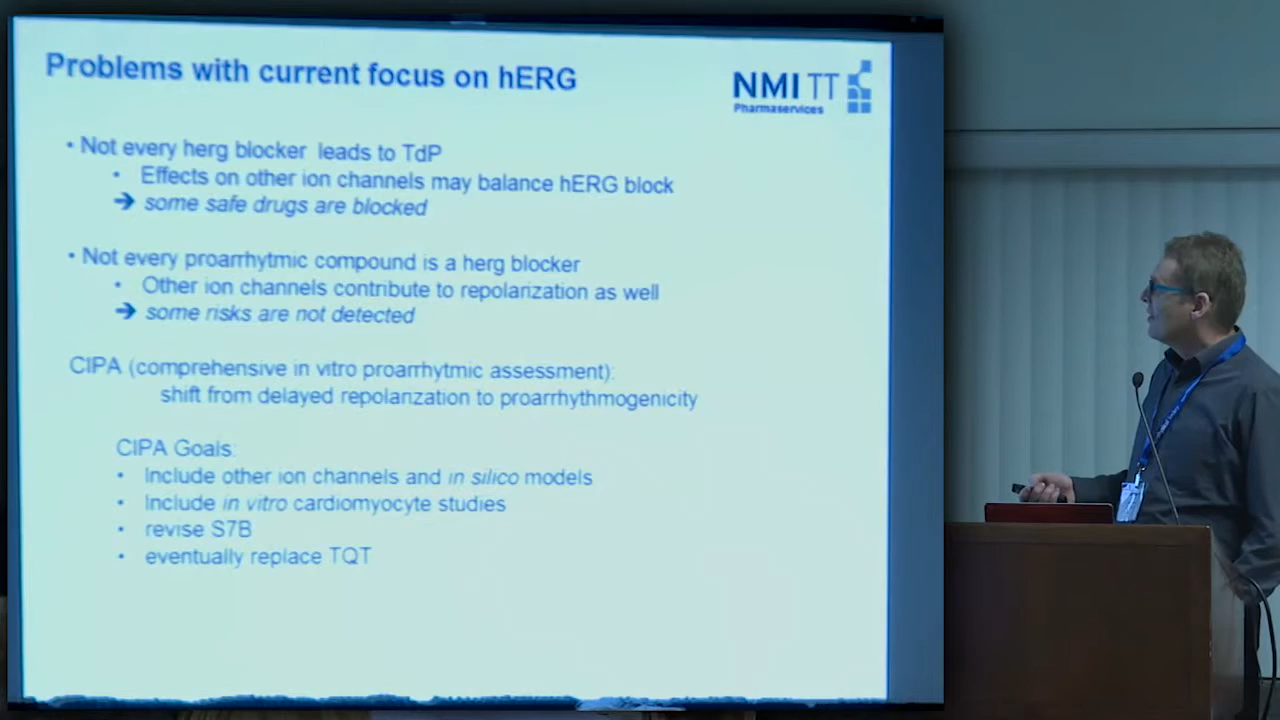 Problems with current focus on hERG
NMI TT
Pharmaservices
• Not every herg blocker leads to TdP
• Effects on other ion channels may balance hERG block
➔ some safe drugs are blocked
• Not every proarrhytmic compound is a herg blocker
• Other ion channels contribute to repolarization as well
➔ some risks are not detected
CIPA (comprehensive in vitro proarrhytmic assessment):
shift from delayed repolarization to proarrhythmogenicity
CIPA Goals:
• Include other ion channels and in silico models
• Include in vitro cardiomyocyte studies
• revise S7B
• eventually replace TQT